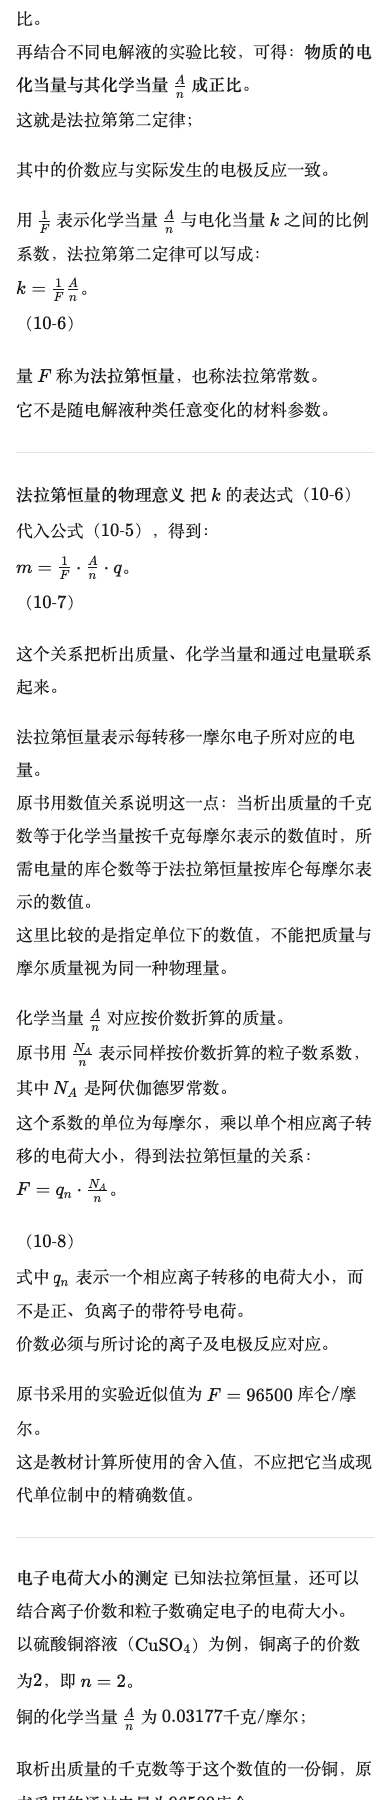 比。
再结合不同电解液的实验比较，可得：物质的电
化当量与其化学当量 A/n 成正比。
这就是法拉第第二定律；
其中的价数应与实际发生的电极反应一致。
用 1/F 表示化学当量 A/n 与电化当量 k 之间的比例
系数，法拉第第二定律可以写成：
k = 1/F A/n。
（10-6）
量 F 称为法拉第恒量，也称法拉第常数。
它不是随电解液种类任意变化的材料参数。
法拉第恒量的物理意义 把 k 的表达式（10-6）
代入公式（10-5），得到：
m = 1/F · A/n · q。
（10-7）
这个关系把析出质量、化学当量和通过电量联系
起来。
法拉第恒量表示每转移一摩尔电子所对应的电
量。
原书用数值关系说明这一点：当析出质量的千克
数等于化学当量按千克每摩尔表示的数值时，所
需电量的库仑数等于法拉第恒量按库仑每摩尔表
示的数值。
这里比较的是指定单位下的数值，不能把质量与
摩尔质量视为同一种物理量。
化学当量 A/n 对应按价数折算的质量。
原书用 N_A/n 表示同样按价数折算的粒子数系数，
其中 N_A 是阿伏伽德罗常数。
这个系数的单位为每摩尔，乘以单个相应离子转
移的电荷大小，得到法拉第恒量的关系：
F = q_n · N_A/n。
（10-8）
式中 q_n 表示一个相应离子转移的电荷大小，而
不是正、负离子的带符号电荷。
价数必须与所讨论的离子及电极反应对应。
原书采用的实验近似值为 F = 96500 库仑/摩
尔。
这是教材计算所使用的舍入值，不应把它当成现
代单位制中的精确数值。
电子电荷大小的测定 已知法拉第恒量，还可以
结合离子价数和粒子数确定电子的电荷大小。
以硫酸铜溶液（CuSO₄）为例，铜离子的价数
为2，即 n = 2。
铜的化学当量 A/n 为 0.03177千克/摩尔；
取析出质量的千克数等于这个数值的一份铜，原